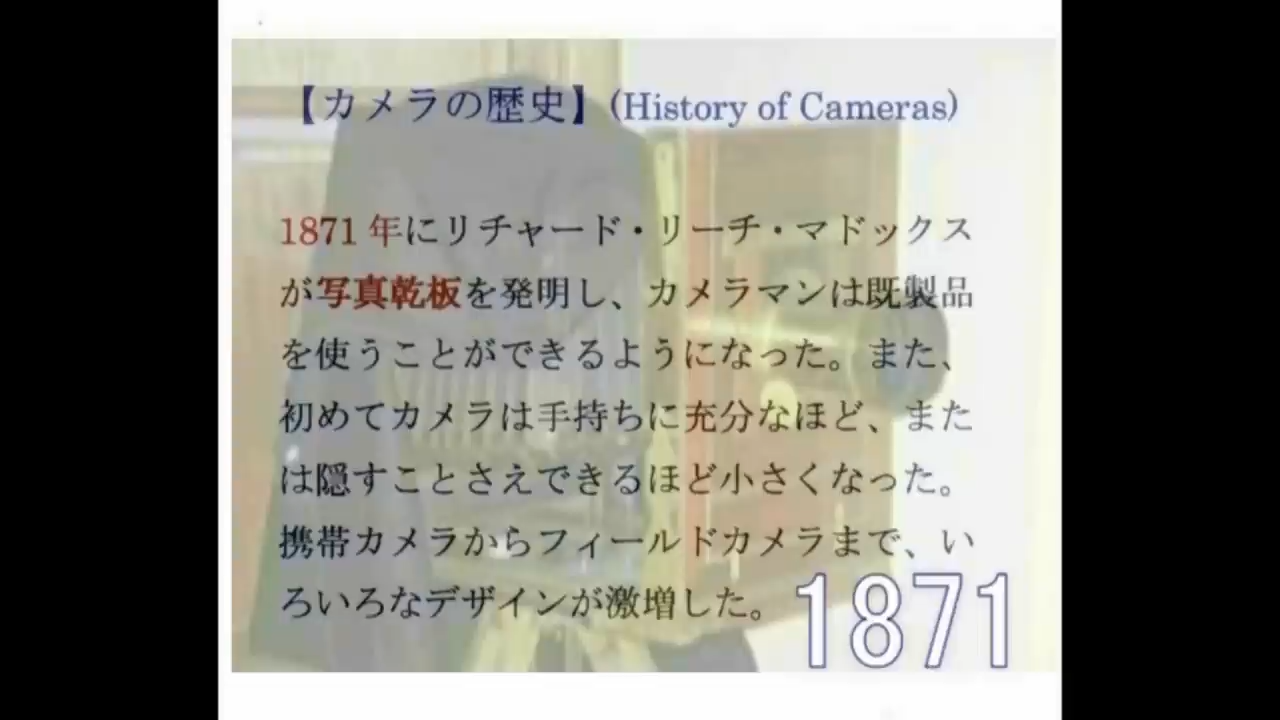 【カメラの歴史】(History of Cameras)
1871年にリチャード・リーチ・マドックス
が写真乾板を発明し、カメラマンは既製品
を使うことができるようになった。また、
初めてカメラは手持ちに充分なほど、また
は隠すことさえできるほど小さくなった。
携帯カメラからフィールドカメラまで、い
ろいろなデザインが激増した。
1871